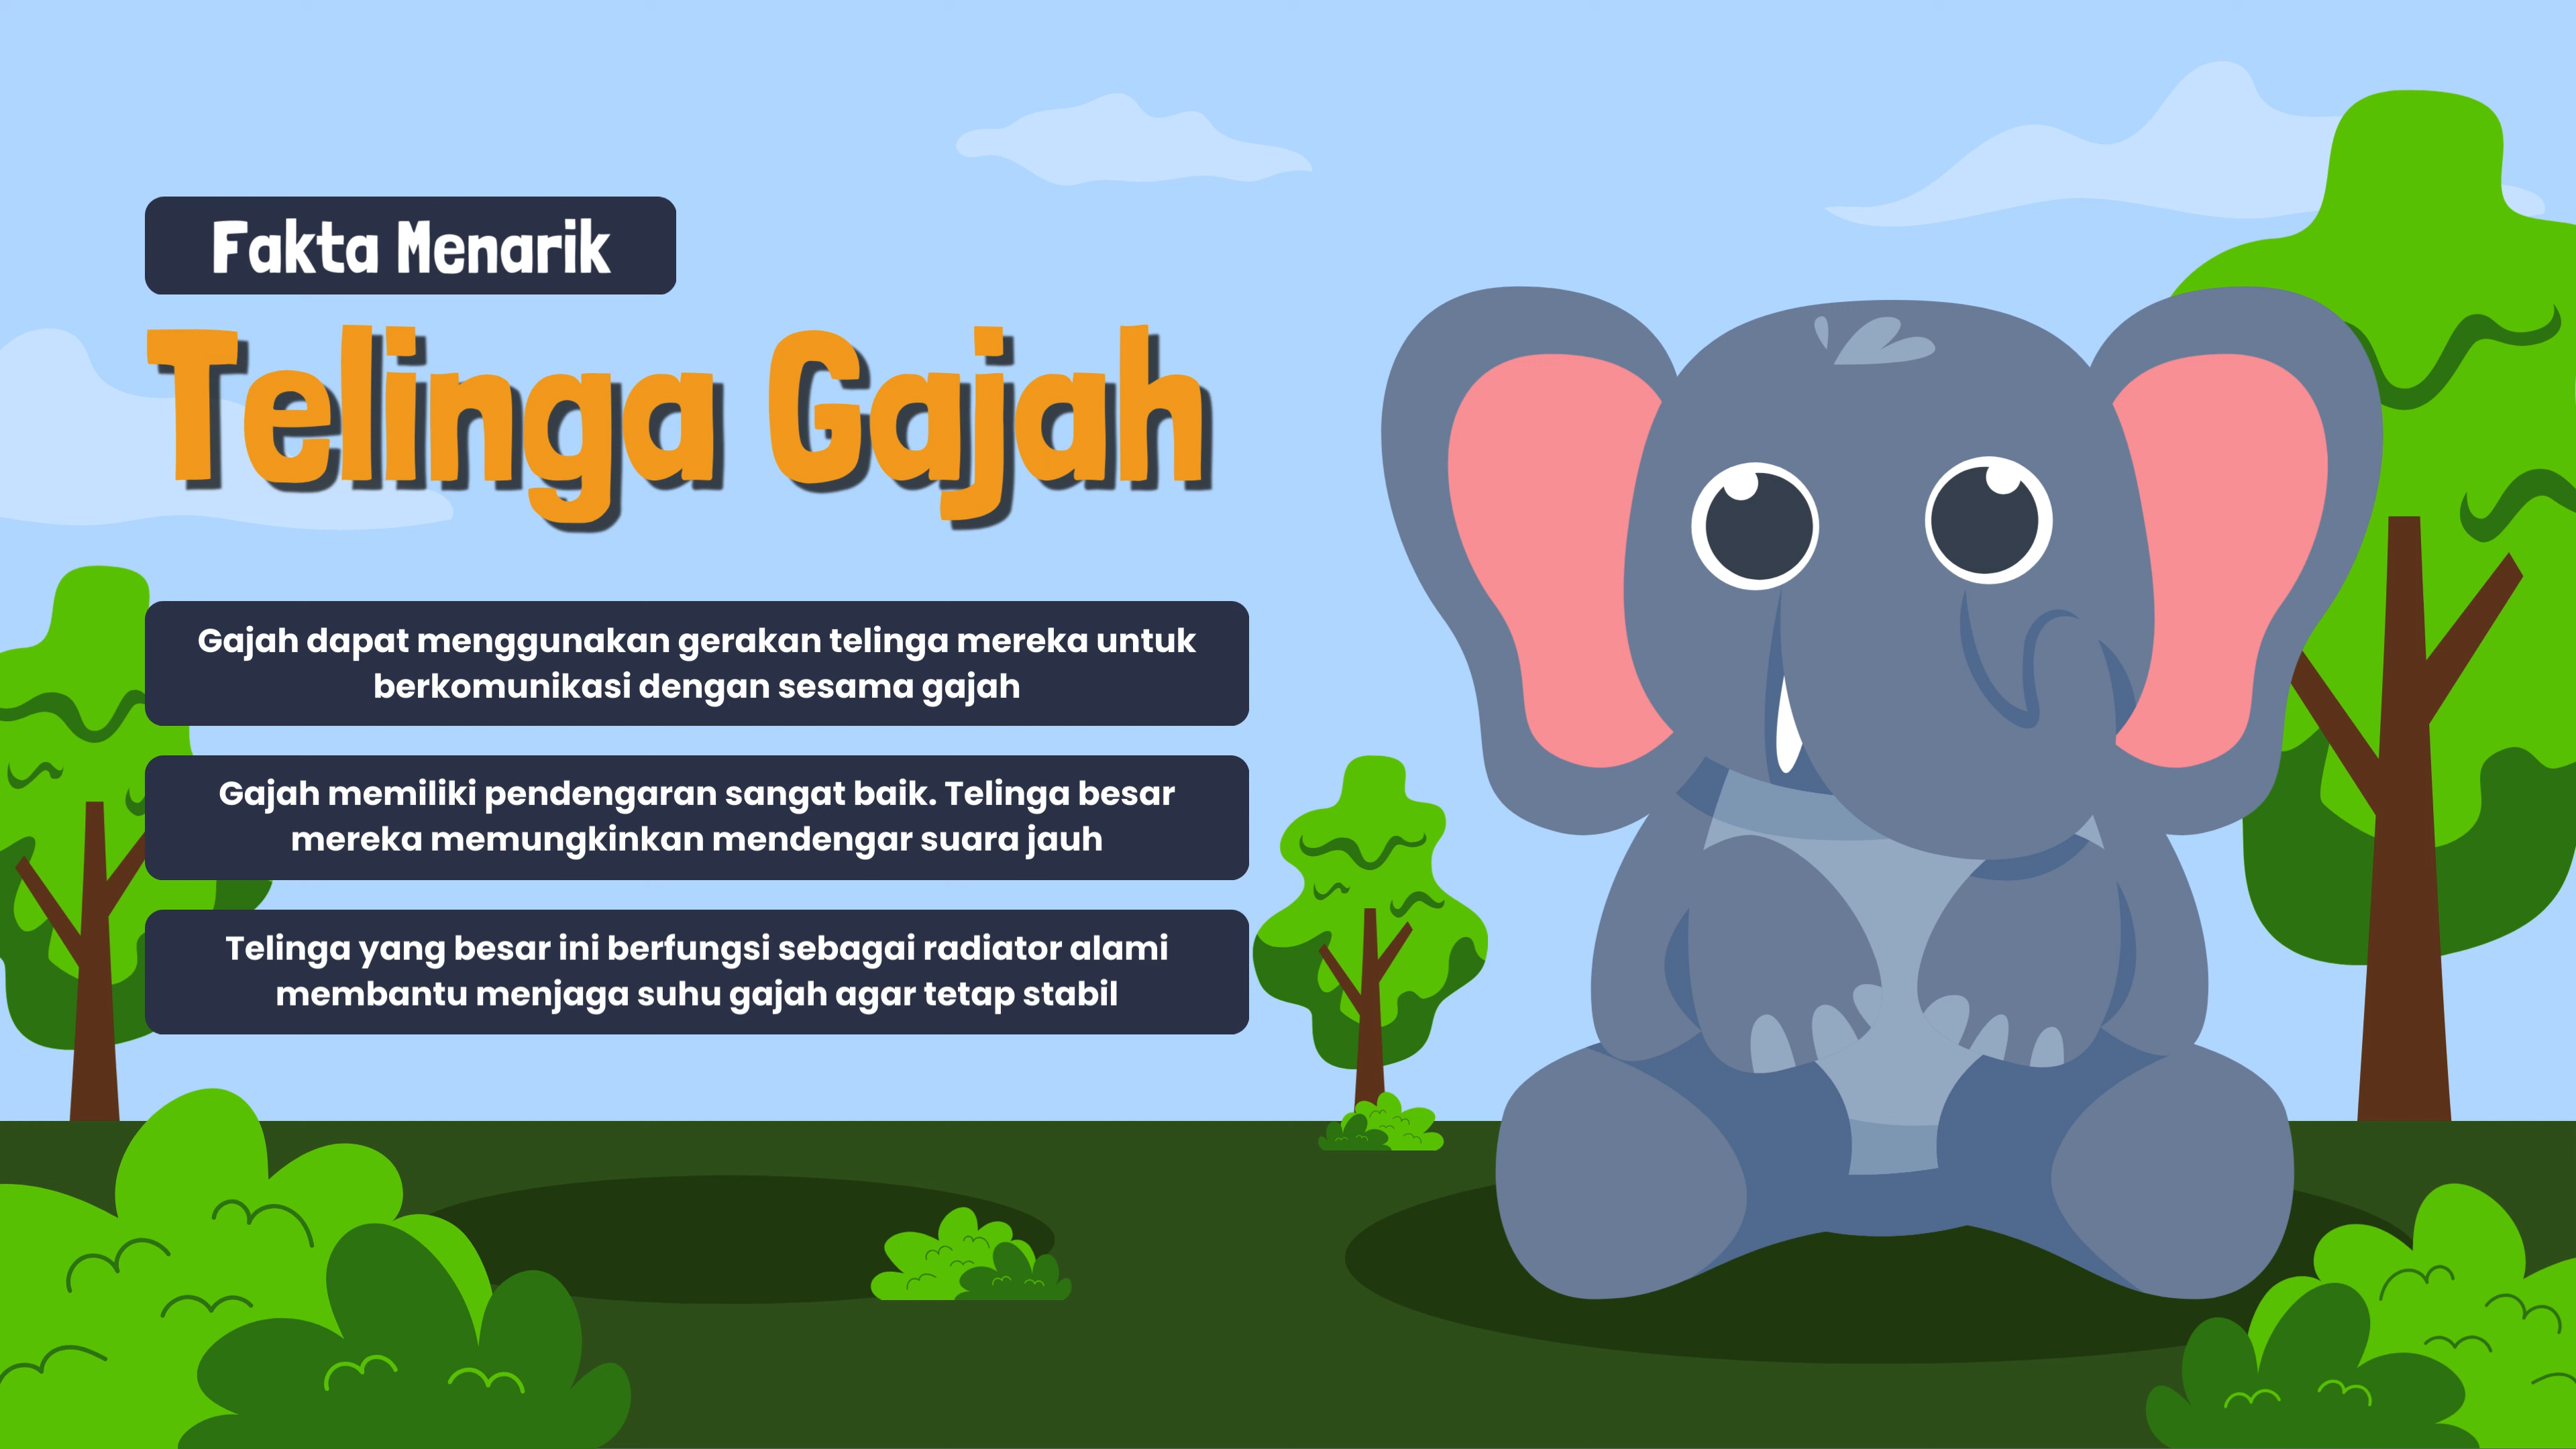 Fakta Menarik
Telinga Gajah
Gajah dapat menggunakan gerakan telinga mereka untuk
berkomunikasi dengan sesama gajah
Gajah memiliki pendengaran sangat baik. Telinga besar
mereka memungkinkan mendengar suara jauh
Telinga yang besar ini berfungsi sebagai radiator alami
membantu menjaga suhu gajah agar tetap stabil